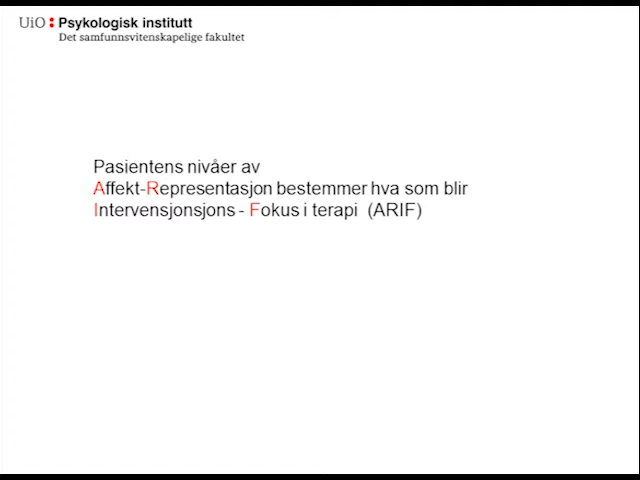 UiO : Psykologisk institutt
Det samfunnsvitenskapelige fakultet
Pasientens nivåer av
Affekt-Representasjon bestemmer hva som blir
Intervensjonsjons - Fokus i terapi (ARIF)